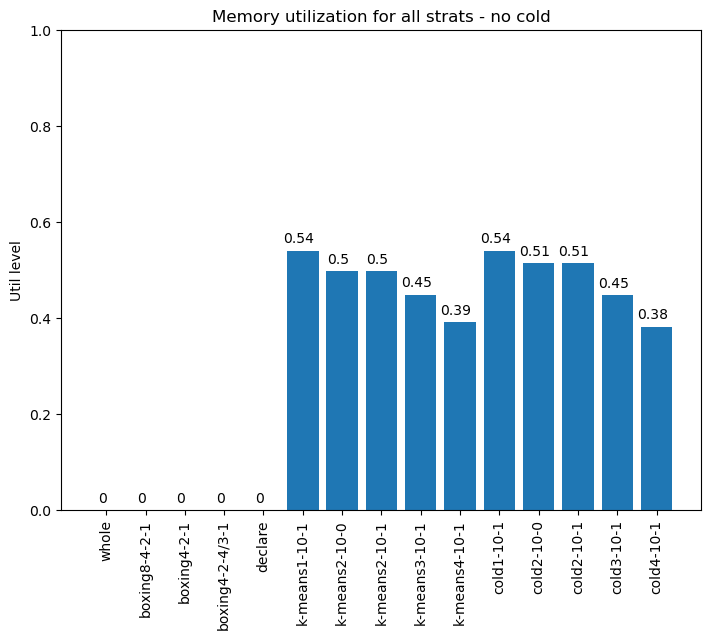 Memory utilization for all strats - no cold
Util level
1.0
0.8
0.6
0.4
0.2
0.0
0
0
0
0
0
0.54
0.5
0.5
0.45
0.39
0.54
0.51
0.51
0.45
0.38
whole
boxing8-4-2-1
boxing4-2-1
boxing4-2-4/3-1
declare
k-means1-10-1
k-means2-10-0
k-means2-10-1
k-means3-10-1
k-means4-10-1
cold1-10-1
cold2-10-0
cold2-10-1
cold3-10-1
cold4-10-1